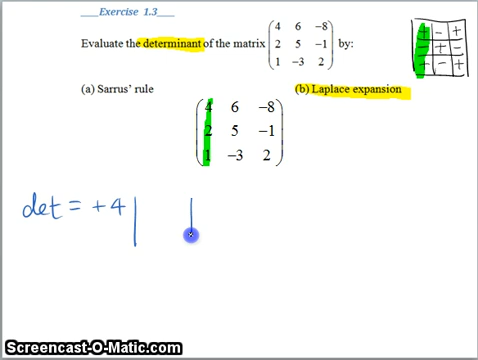 Exercise 1.3
Evaluate the determinant of the matrix ( 4 6 −8 by:
2 5 −1
1 −3 2 )
+ − +
− + −
+ − +
(a) Sarrus' rule (b) Laplace expansion
( 4 6 −8
2 5 −1
1 −3 2 )
det = +4 | |
Screencast-O-Matic.com